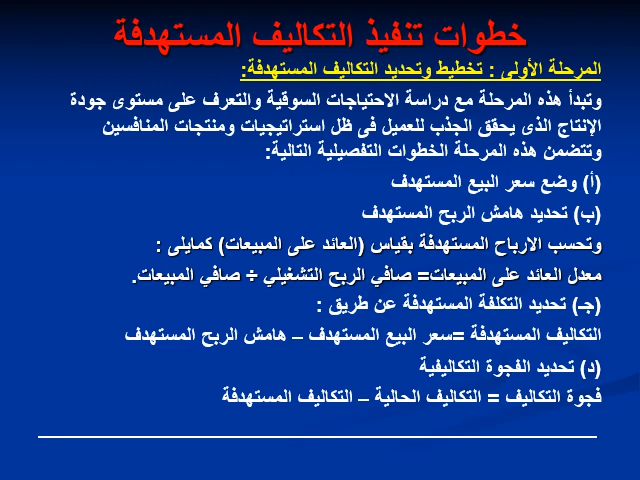 خطوات تنفيذ التكاليف المستهدفة
المرحلة الأولى : تخطيط وتحديد التكاليف المستهدفة:
وتبدأ هذه المرحلة مع دراسة الاحتياجات السوقية والتعرف على مستوى جودة
الإنتاج الذى يحقق الجذب للعميل فى ظل استراتيجيات ومنتجات المنافسين
وتتضمن هذه المرحلة الخطوات التفصيلية التالية:
(أ) وضع سعر البيع المستهدف
(ب) تحديد هامش الربح المستهدف
وتحسب الارباح المستهدفة بقياس (العائد على المبيعات) كمايلى :
معدل العائد على المبيعات= صافي الربح التشغيلي ÷ صافي المبيعات.
(جـ) تحديد التكلفة المستهدفة عن طريق :
التكاليف المستهدفة =سعر البيع المستهدف – هامش الربح المستهدف
(د) تحديد الفجوة التكاليفية
فجوة التكاليف = التكاليف الحالية – التكاليف المستهدفة